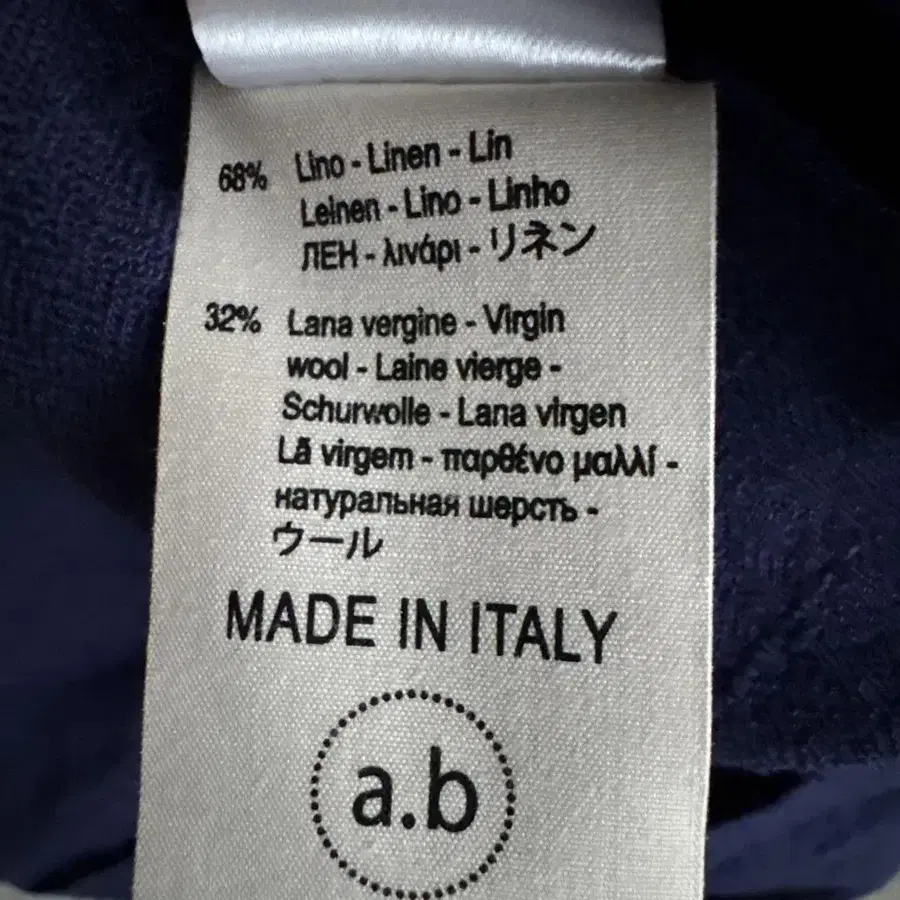 68% Lino - Linen - Lin
Leinen - Lino - Linho
ЛЕН - λινάρι - リネン
32% Lana vergine - Virgin
wool - Laine vierge -
Schurwolle - Lana virgen
Lã virgem - παρθένο μαλλί -
натуральная шерсть -
ウール
MADE IN ITALY
a.b